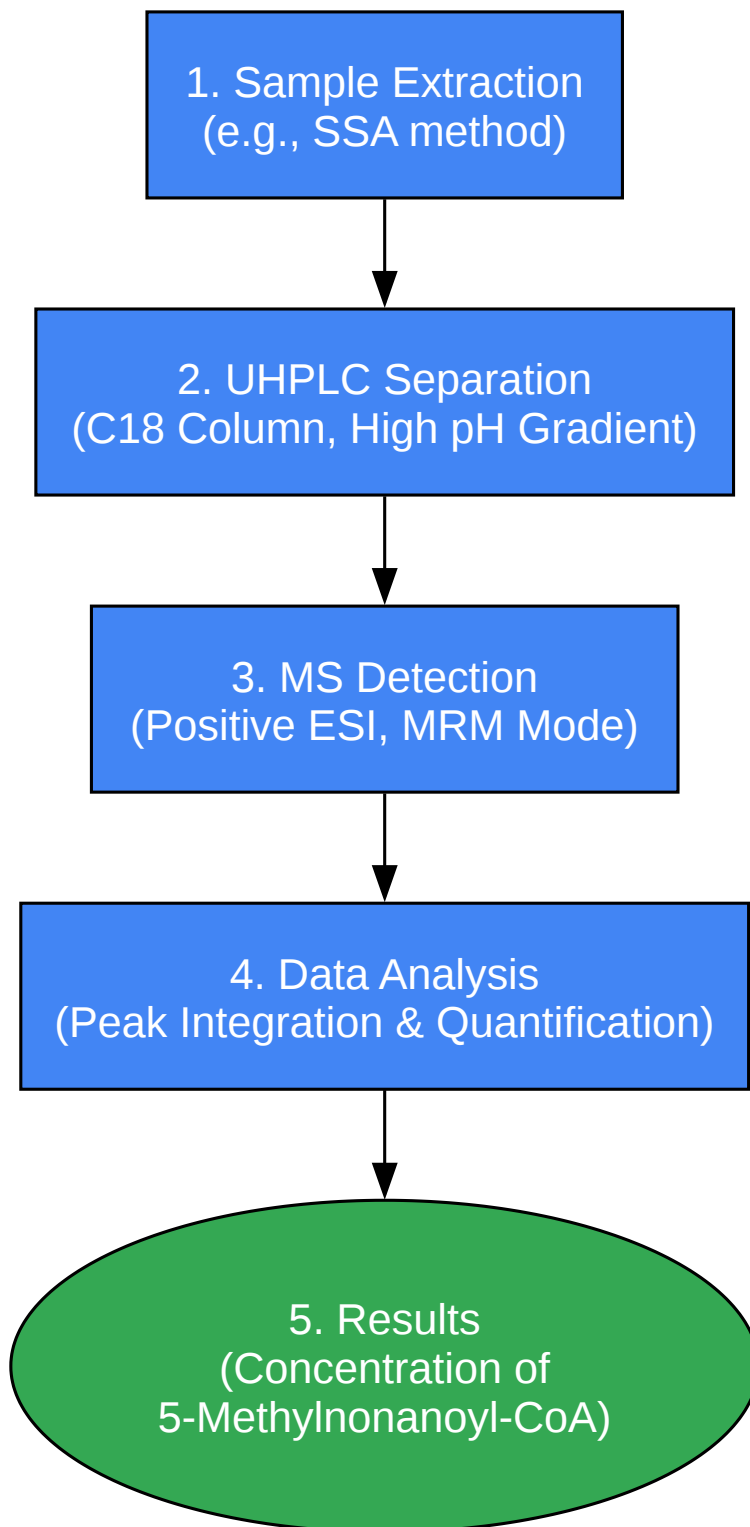 1. Sample Extraction
(e.g., SSA method)
2. UHPLC Separation
(C18 Column, High pH Gradient)
3. MS Detection
(Positive ESI, MRM Mode)
4. Data Analysis
(Peak Integration & Quantification)
5. Results
(Concentration of
5-Methylnonanoyl-CoA)